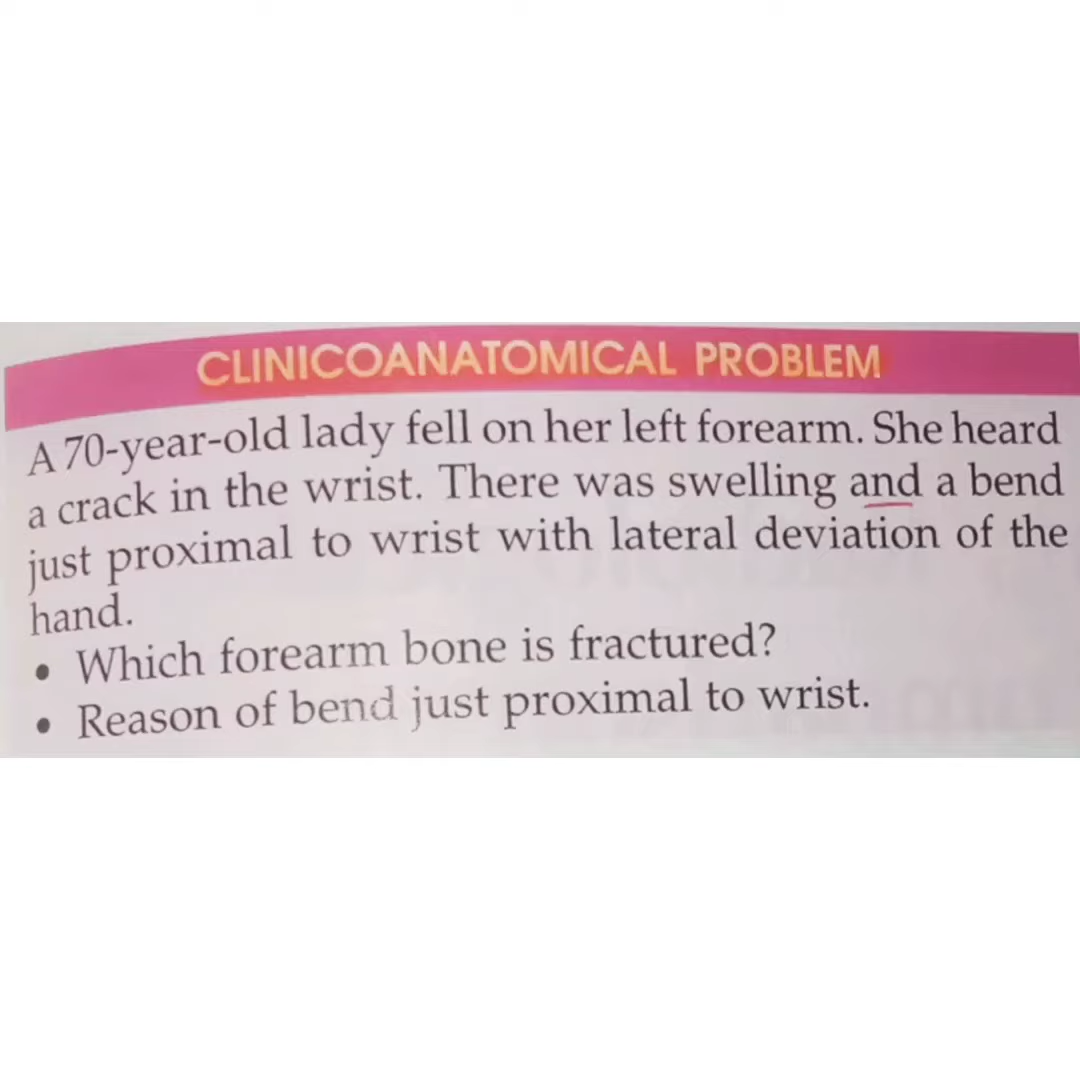 CLINICOANATOMICAL PROBLEM
A 70-year-old lady fell on her left forearm. She heard
a crack in the wrist. There was swelling and a bend
just proximal to wrist with lateral deviation of the
hand.
• Which forearm bone is fractured?
• Reason of bend just proximal to wrist.